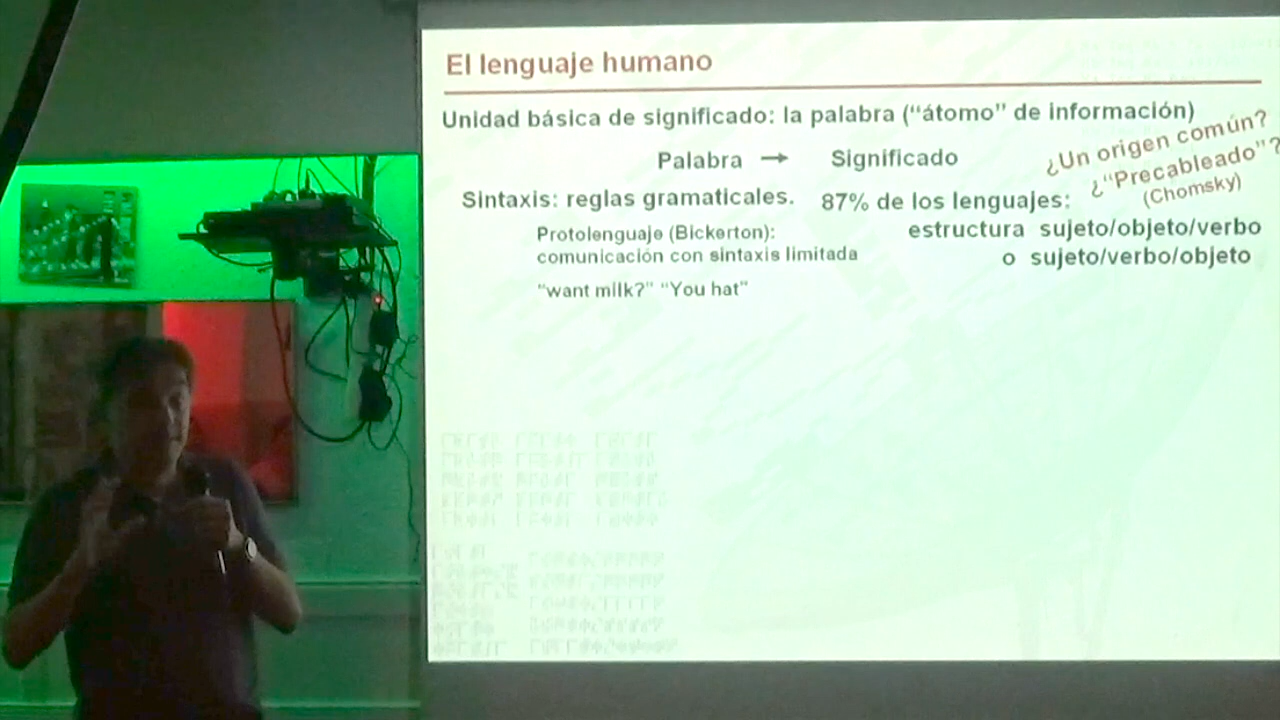 El lenguaje humano
Unidad básica de significado: la palabra (“átomo” de información)
¿Un origen común?
¿“Precableado”?
(Chomsky)
Palabra → Significado
Sintaxis: reglas gramaticales.
87% de los lenguajes:
estructura sujeto/objeto/verbo
o sujeto/verbo/objeto
Protolenguaje (Bickerton):
comunicación con sintaxis limitada
“want milk?” “You hat”